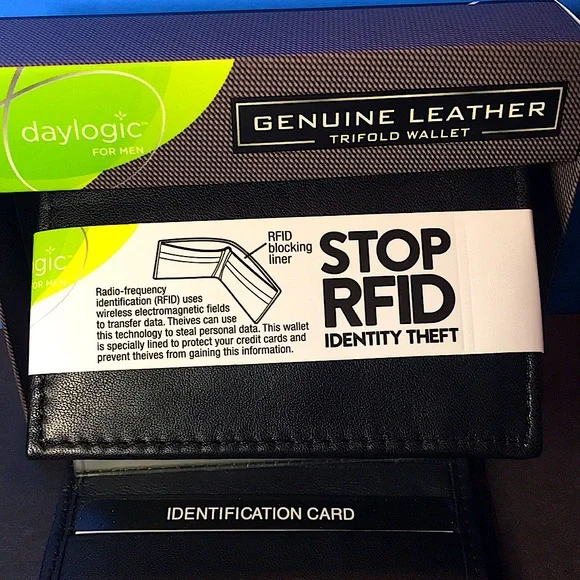 daylogic™
FOR MEN
GENUINE LEATHER
TRIFOLD WALLET
gic
OR MEN
RFID
blocking
liner
STOP
RFID
IDENTITY THEFT
Radio-frequency
identification (RFID) uses
wireless electromagnetic fields
to transfer data. Theives can use
this technology to steal personal data. This wallet
is specially lined to protect your credit cards and
prevent theives from gaining this information.
IDENTIFICATION CARD